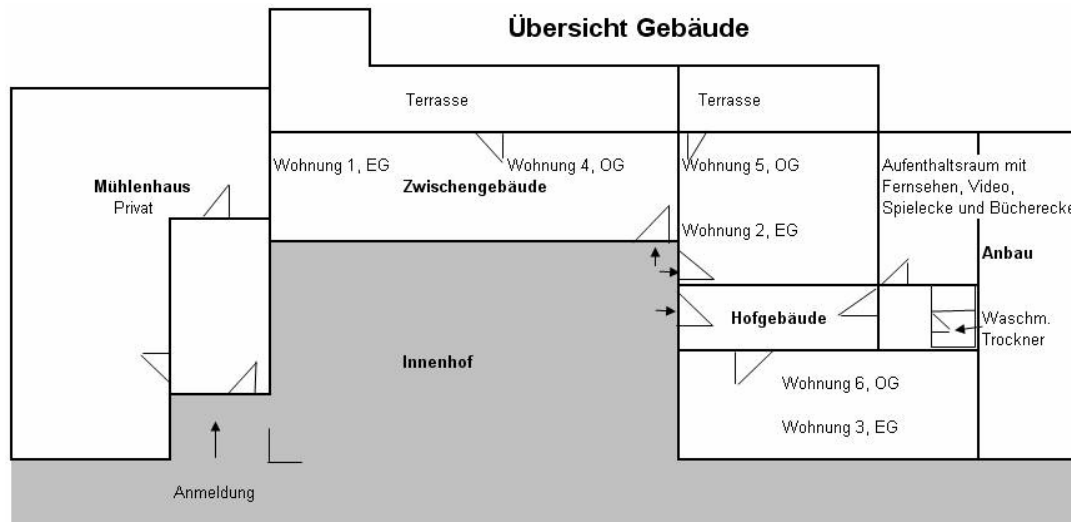 Übersicht Gebäude
Terrasse
Terrasse
Wohnung 1, EG
Wohnung 4, OG
Wohnung 5, OG
Aufenthaltsraum mit
Fernsehen, Video,
Spielecke und Bücherecke
Mühlenhaus
Privat
Zwischengebäude
Wohnung 2, EG
Anbau
Hofgebäude
Waschm.
Trockner
Innenhof
Wohnung 6, OG
Wohnung 3, EG
Anmeldung